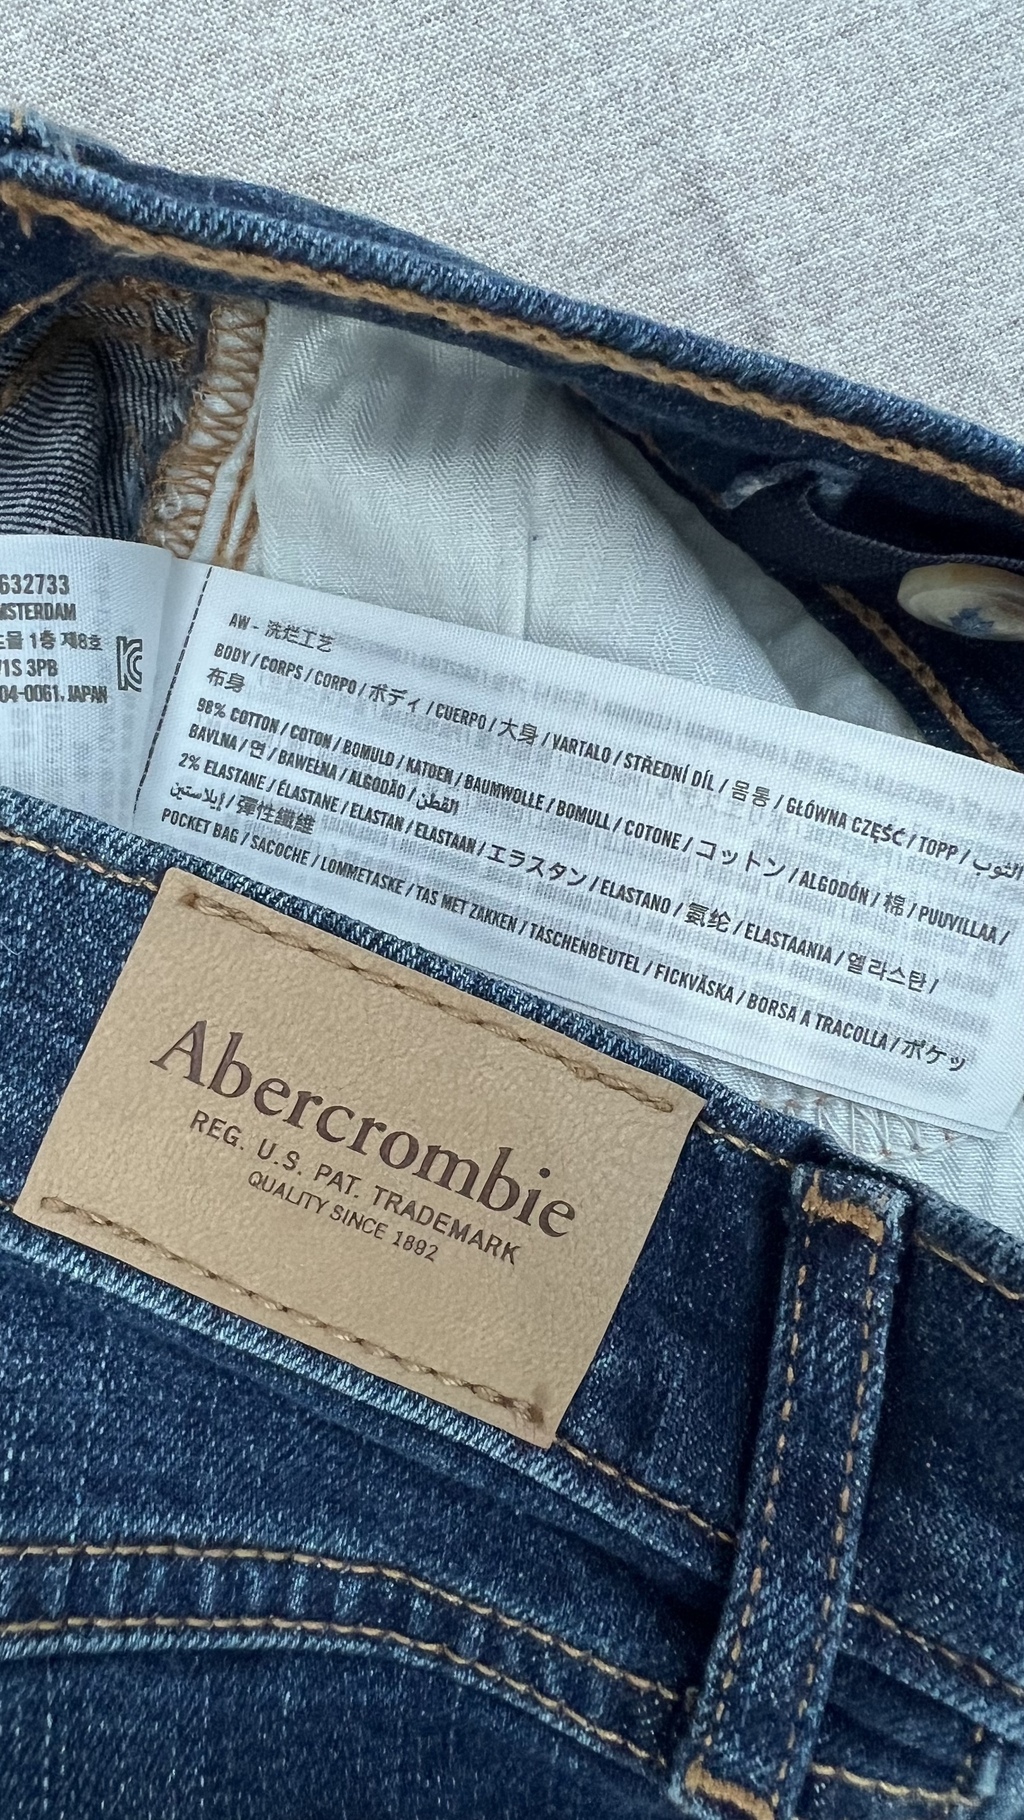 632733
MSTERDAM
1층 제8호
1S 3PB
04-0061. JAPAN
AW - 洗烂工艺
BODY / CORPS / CORPO / ボディ / CUERPO / 大身 / VARTALO / STŘEDNÍ DÍL / 몸통 / GŁÓWNA CZĘŚĆ / TOPP / الثوب /
布身
98% COTTON / COTON / BOMULD / KATOEN / BAUMWOLLE / BOMULL / COTONE / コットン / ALGODÓN / 棉 / PUUVILLAA /
BAVLNA / 면 / BAWEŁNA / ALGODÃO / القطن
2% ELASTANE / ÉLASTANE / ELASTAN / ELASTAAN / エラスタン / ELASTANO / 氨纶 / ELASTAANIA / 엘라스탄 /
إيلاستين / 彈性纖維
POCKET BAG / SACOCHE / LOMMETASKE / TAS MET ZAKKEN / TASCHENBEUTEL / FICKVÄSKA / BORSA A TRACOLLA / ポケッ
Abercrombie
REG. U.S. PAT. TRADEMARK
QUALITY SINCE 1892